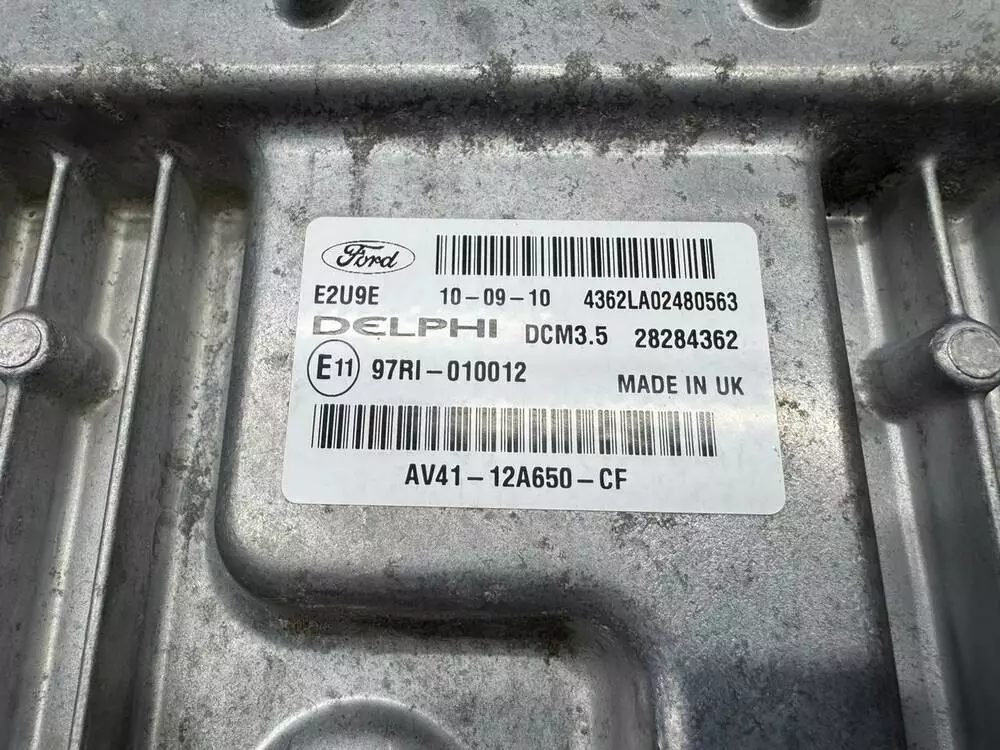 Ford
E2U9E 10-09-10 4362LA02480563
DELPHI DCM3.5 28284362
E11 97RI-010012 MADE IN UK
AV41-12A650-CF